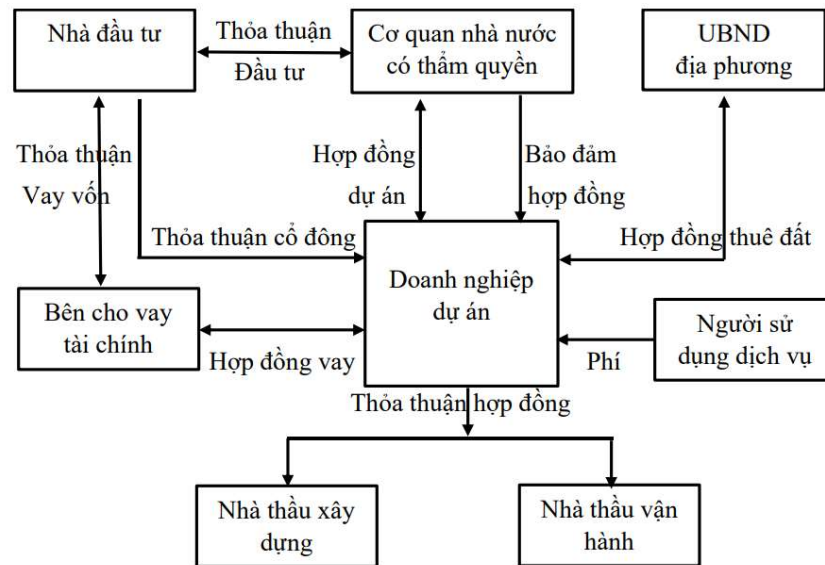 Nhà đầu tư
Thỏa thuận
Đầu tư
Cơ quan nhà nước
có thẩm quyền
UBND
địa phương
Thỏa thuận
Vay vốn
Hợp đồng
dự án
Bảo đảm
hợp đồng
Thỏa thuận cổ đông
Hợp đồng thuê đất
Doanh nghiệp
dự án
Bên cho vay
tài chính
Hợp đồng vay
Phí
Người sử
dụng dịch vụ
Thỏa thuận hợp đồng
Nhà thầu xây
dựng
Nhà thầu vận
hành